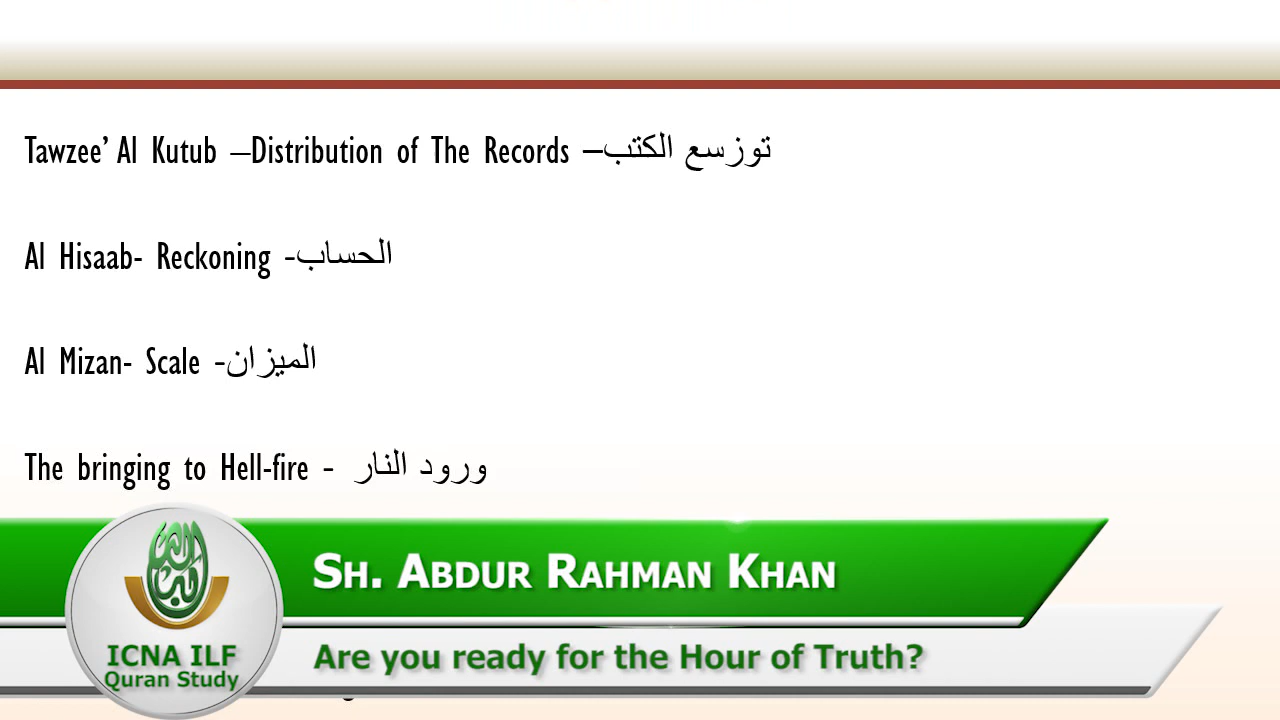 Tawzee’ Al Kutub –Distribution of The Records –توزسع الكتب
Al Hisaab- Reckoning -الحساب
Al Mizan- Scale -الميزان
The bringing to Hell-fire - ورود النار
SH. ABDUR RAHMAN KHAN
Are you ready for the Hour of Truth?
ICNA ILF
Quran Study